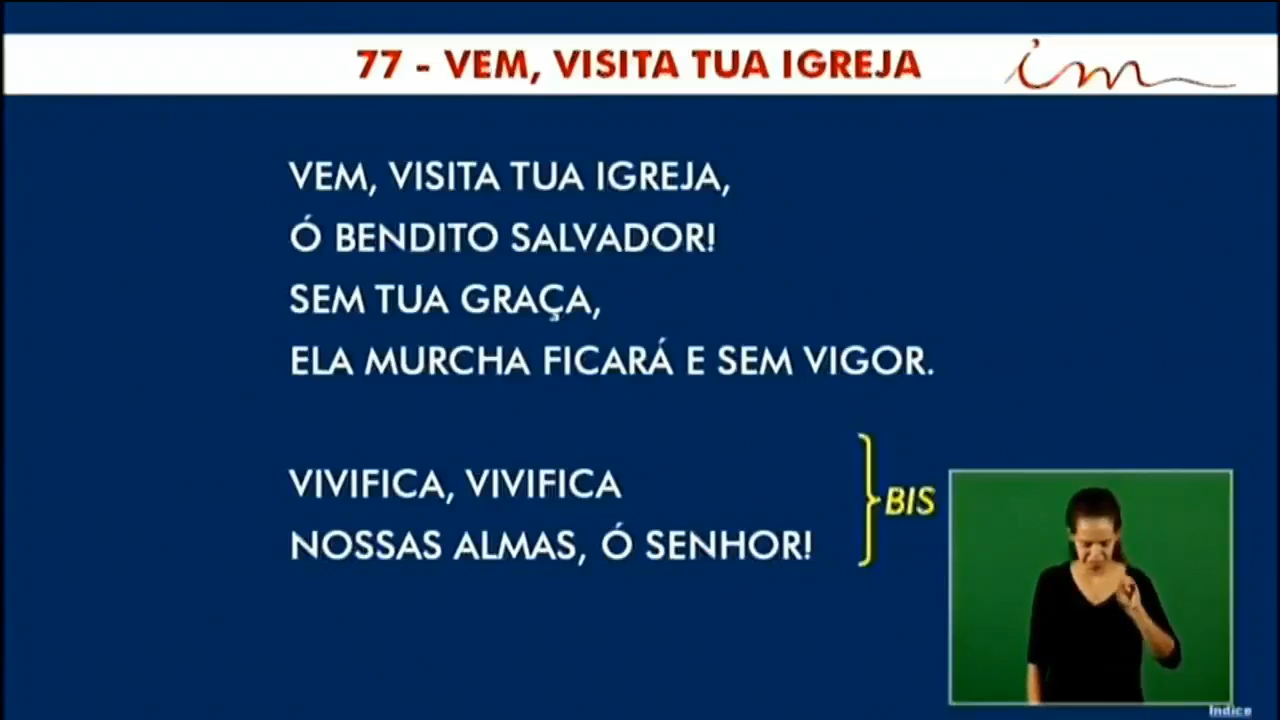 77 - VEM, VISITA TUA IGREJA
im
VEM, VISITA TUA IGREJA,
Ó BENDITO SALVADOR!
SEM TUA GRAÇA,
ELA MURCHA FICARÁ E SEM VIGOR.
VIVIFICA, VIVIFICA
NOSSAS ALMAS, Ó SENHOR!
BIS
Índice